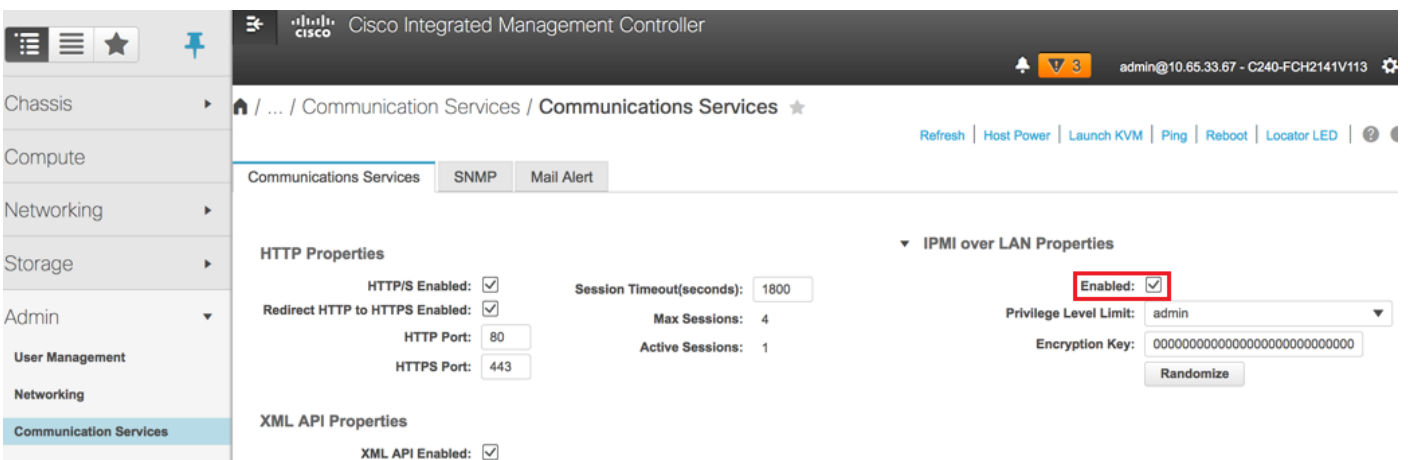 cisco Cisco Integrated Management Controller
3 admin@10.65.33.67 - C240-FCH2141V113
/ ... / Communication Services / Communications Services
Refresh | Host Power | Launch KVM | Ping | Reboot | Locator LED | ?
Chassis
Compute
Networking
Storage
Admin
User Management
Networking
Communication Services
Communications Services SNMP Mail Alert
HTTP Properties
HTTP/S Enabled:
Redirect HTTP to HTTPS Enabled:
HTTP Port: 80
HTTPS Port: 443
Session Timeout(seconds): 1800
Max Sessions: 4
Active Sessions: 1
XML API Properties
XML API Enabled:
IPMI over LAN Properties
Enabled:
Privilege Level Limit: admin
Encryption Key: 0000000000000000000000000000
Randomize